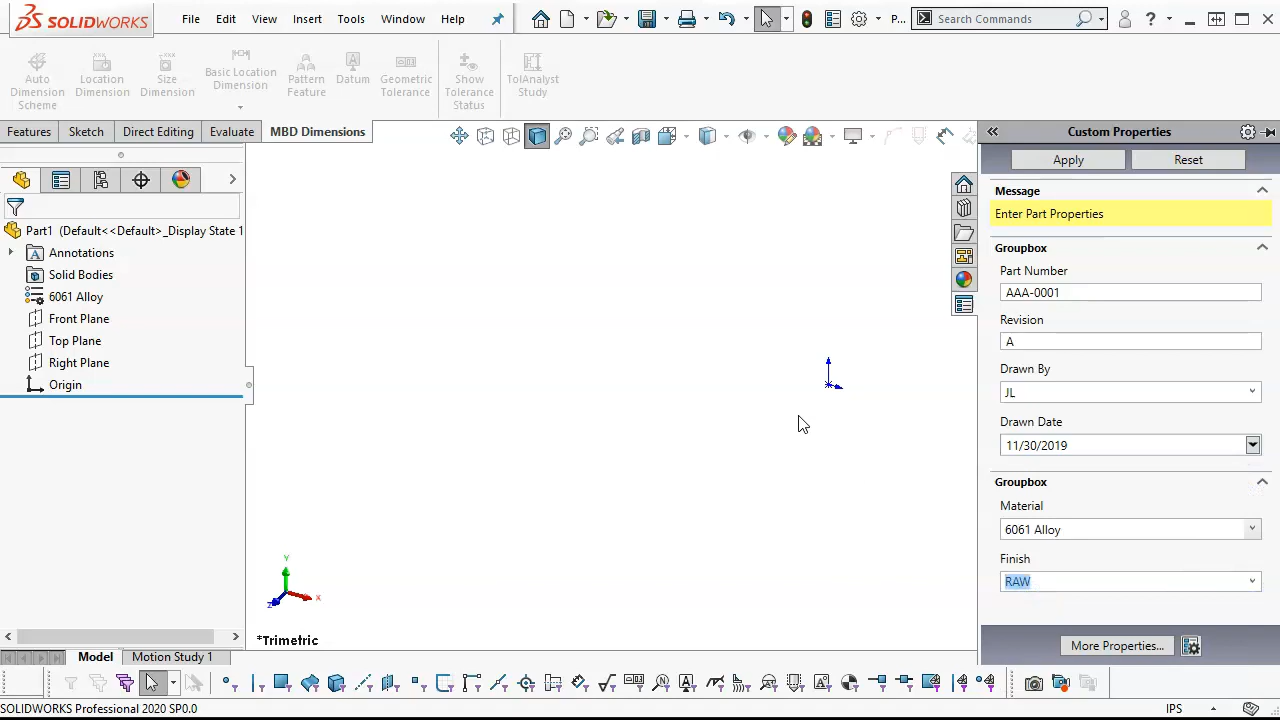 SOLIDWORKS File Edit View Insert Tools Window Help P... Search Commands
Auto Dimension Scheme
Location Dimension
Size Dimension
Basic Location Dimension
Pattern Feature
Datum
Geometric Tolerance
Show Tolerance Status
TolAnalyst Study
Features Sketch Direct Editing Evaluate MBD Dimensions
Part1 (Default<<Default>_Display State 1
Annotations
Solid Bodies
6061 Alloy
Front Plane
Top Plane
Right Plane
Origin
Y
X
Z
*Trimetric
Custom Properties
Apply Reset
Message
Enter Part Properties
Groupbox
Part Number
AAA-0001
Revision
A
Drawn By
JL
Drawn Date
11/30/2019
Groupbox
Material
6061 Alloy
Finish
RAW
More Properties...
Model Motion Study 1
SOLIDWORKS Professional 2020 SP0.0 IPS